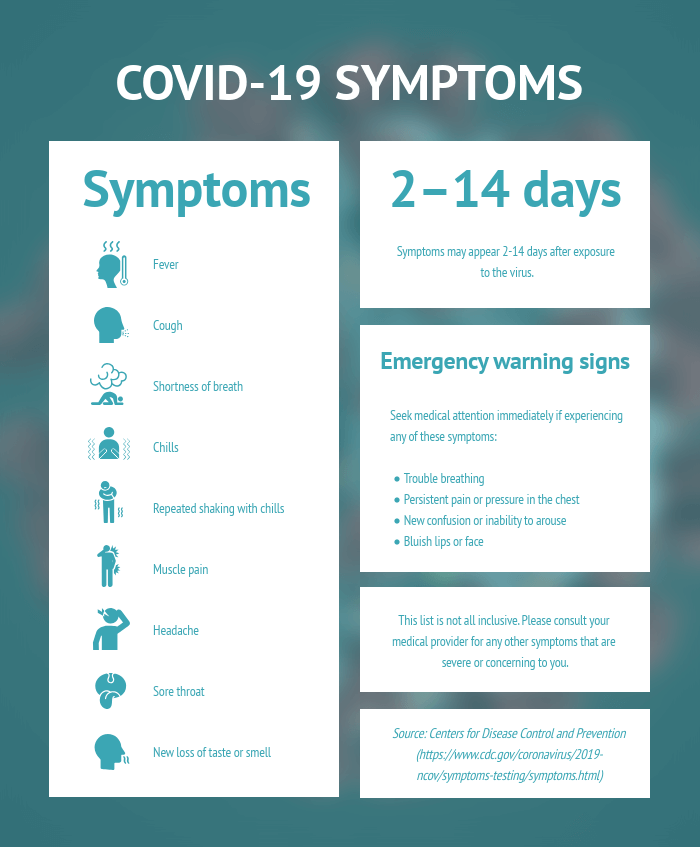 COVID-19 SYMPTOMS
Symptoms
Fever
Cough
Shortness of breath
Chills
Repeated shaking with chills
Muscle pain
Headache
Sore throat
New loss of taste or smell
2–14 days
Symptoms may appear 2-14 days after exposure
to the virus.
Emergency warning signs
Seek medical attention immediately if experiencing
any of these symptoms:
• Trouble breathing
• Persistent pain or pressure in the chest
• New confusion or inability to arouse
• Bluish lips or face
This list is not all inclusive. Please consult your
medical provider for any other symptoms that are
severe or concerning to you.
Source: Centers for Disease Control and Prevention
(https://www.cdc.gov/coronavirus/2019-
ncov/symptoms-testing/symptoms.html)